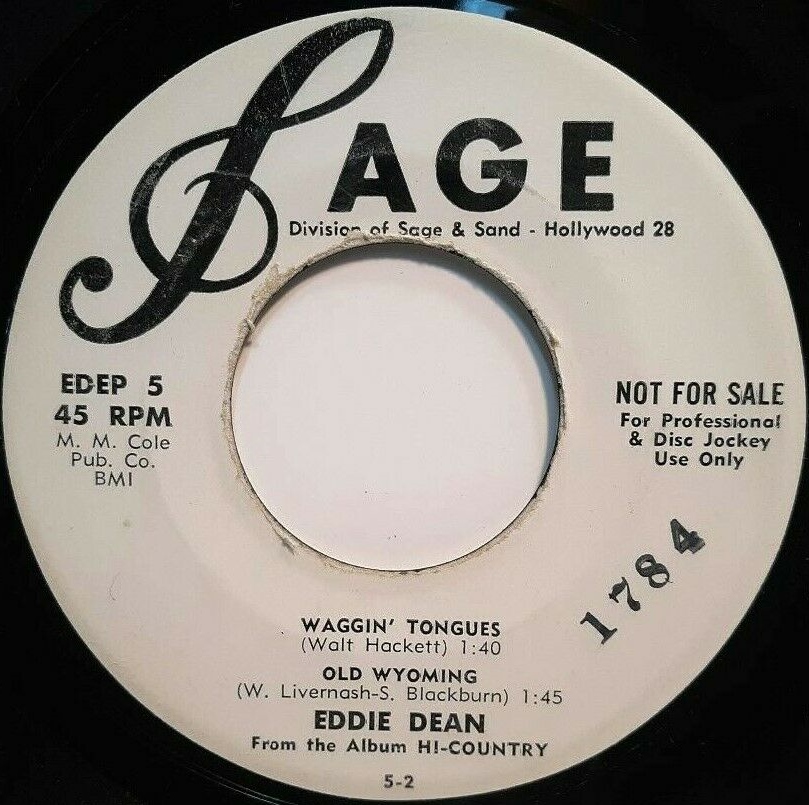 SAGE
Division of Sage & Sand - Hollywood 28
EDEP 5
45 RPM
M. M. Cole
Pub. Co.
BMI
NOT FOR SALE
For Professional
& Disc Jockey
Use Only
1784
WAGGIN' TONGUES
(Walt Hackett) 1:40
OLD WYOMING
(W. Livernash-S. Blackburn) 1:45
EDDIE DEAN
From the Album HI-COUNTRY
5-2